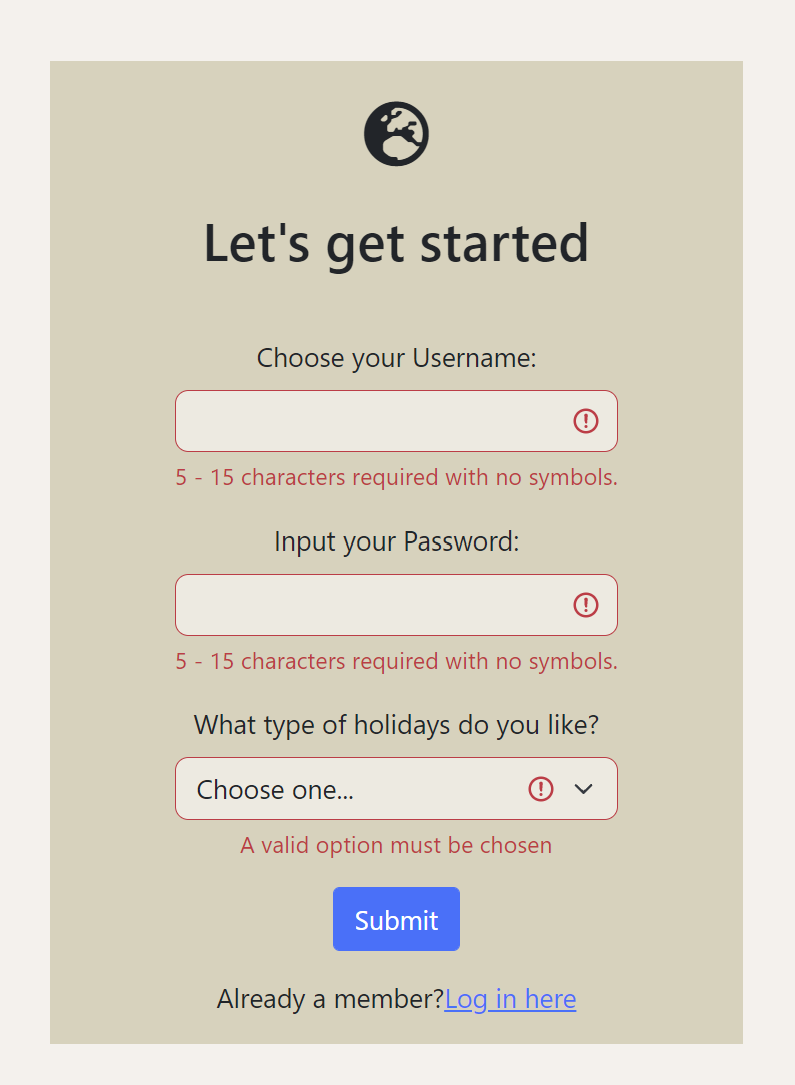 Let's get started
Choose your Username:
5 - 15 characters required with no symbols.
Input your Password:
5 - 15 characters required with no symbols.
What type of holidays do you like?
Choose one...
A valid option must be chosen
Submit
Already a member?Log in here